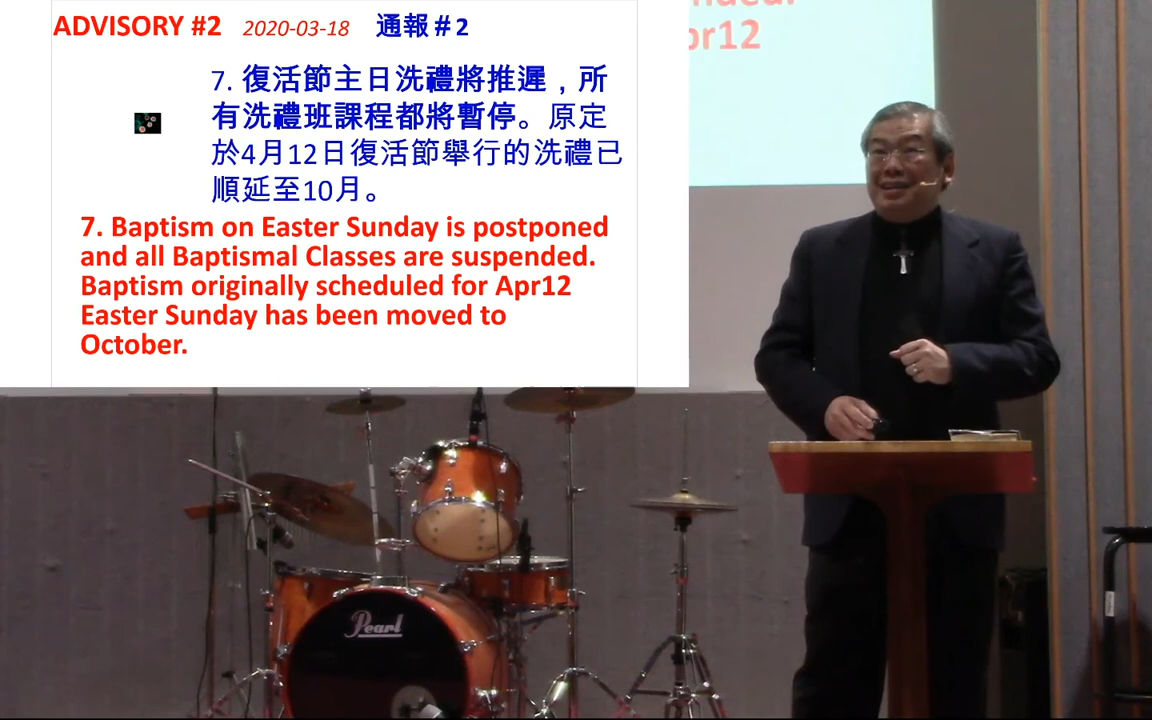 ADVISORY #2 2020-03-18 通報＃2
7. 復活節主日洗禮將推遲，所
有洗禮班課程都將暫停。原定
於4月12日復活節舉行的洗禮已
順延至10月。
7. Baptism on Easter Sunday is postponed
and all Baptismal Classes are suspended.
Baptism originally scheduled for Apr12
Easter Sunday has been moved to
October.
pr12
Pearl